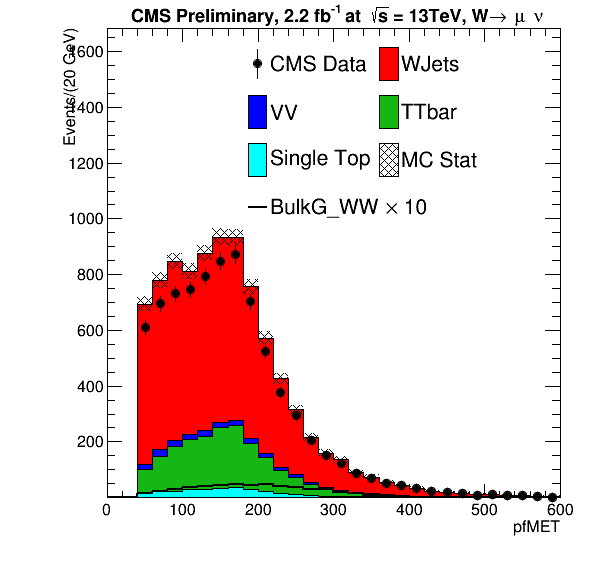 CMS Preliminary, 2.2 fb⁻¹ at √s = 13TeV, W→ μ ν
Events/(20 GeV)
1600
1400
1200
1000
800
600
400
200
CMS Data
WJets
VV
TTbar
Single Top
MC Stat
BulkG_WW × 10
0 100 200 300 400 500 600
pfMET